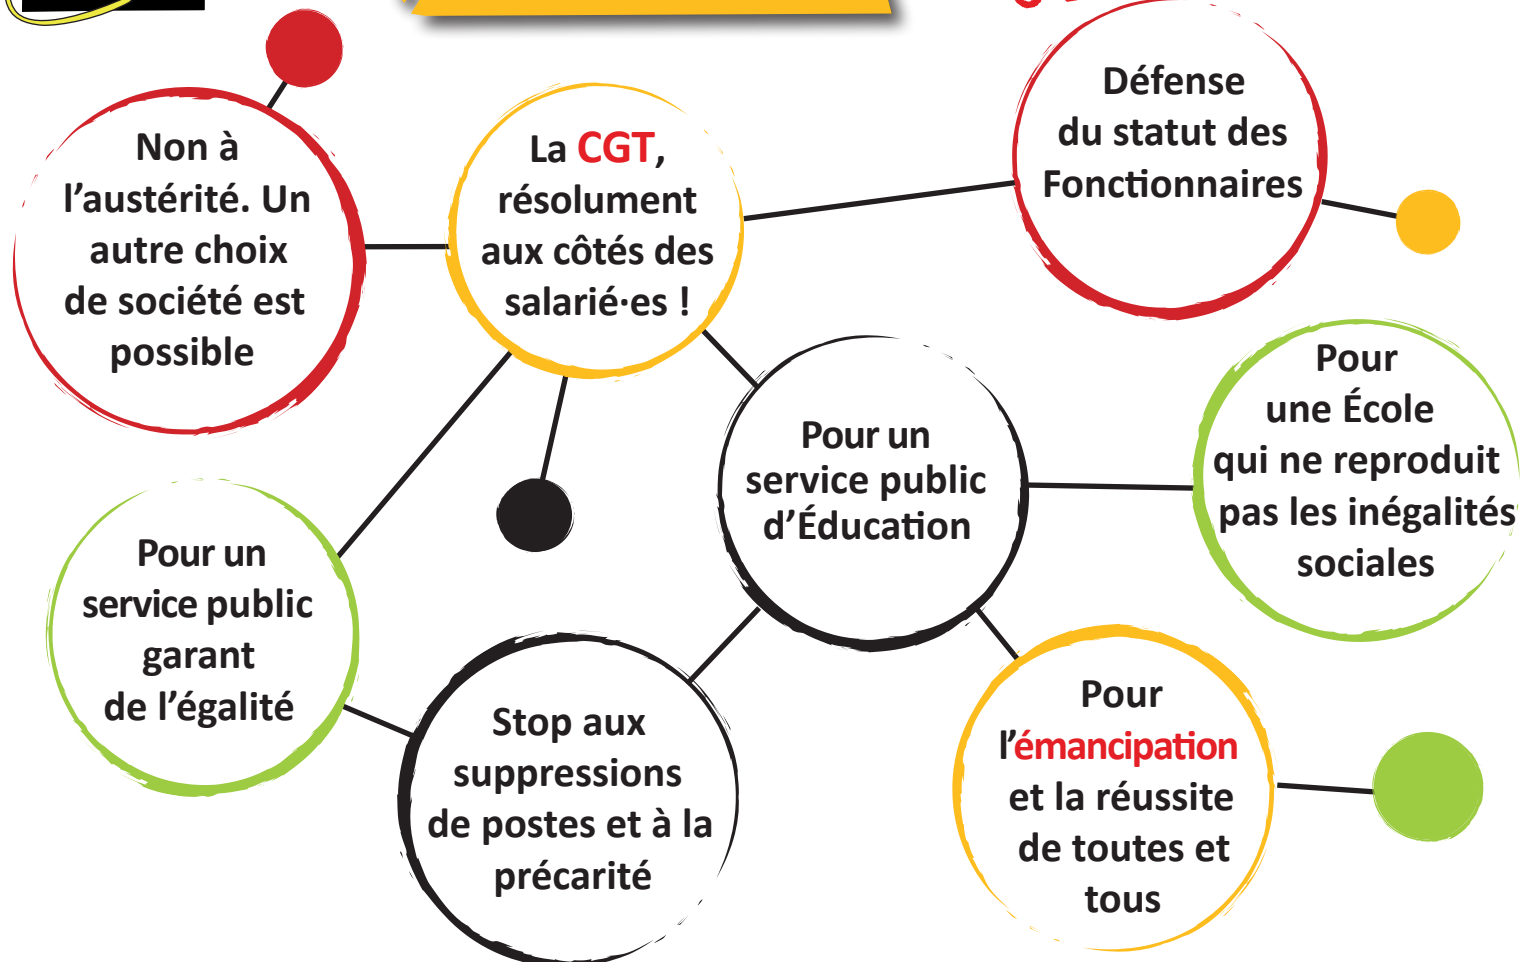 Non à
l’austérité. Un
autre choix
de société est
possible
La CGT,
résolument
aux côtés des
salarié·es !
Défense
du statut des
Fonctionnaires
Pour un
service public
d’Éducation
Pour
une École
qui ne reproduit
pas les inégalités
sociales
Pour un
service public
garant
de l’égalité
Stop aux
suppressions
de postes et à la
précarité
Pour
l’émancipation
et la réussite
de toutes et
tous